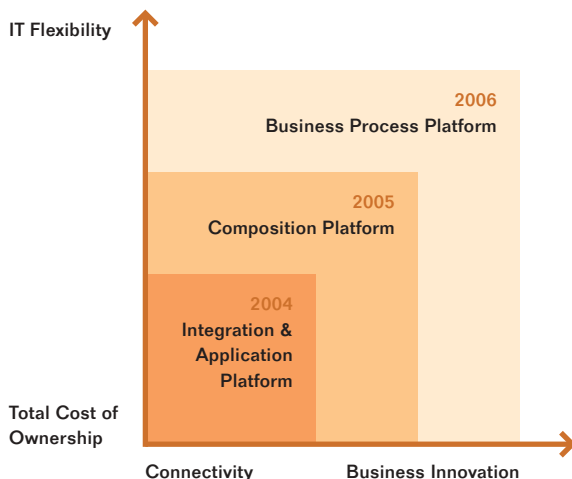 IT Flexibility
2006
Business Process Platform
2005
Composition Platform
2004
Integration &
Application
Platform
Total Cost of
Ownership
Connectivity
Business Innovation